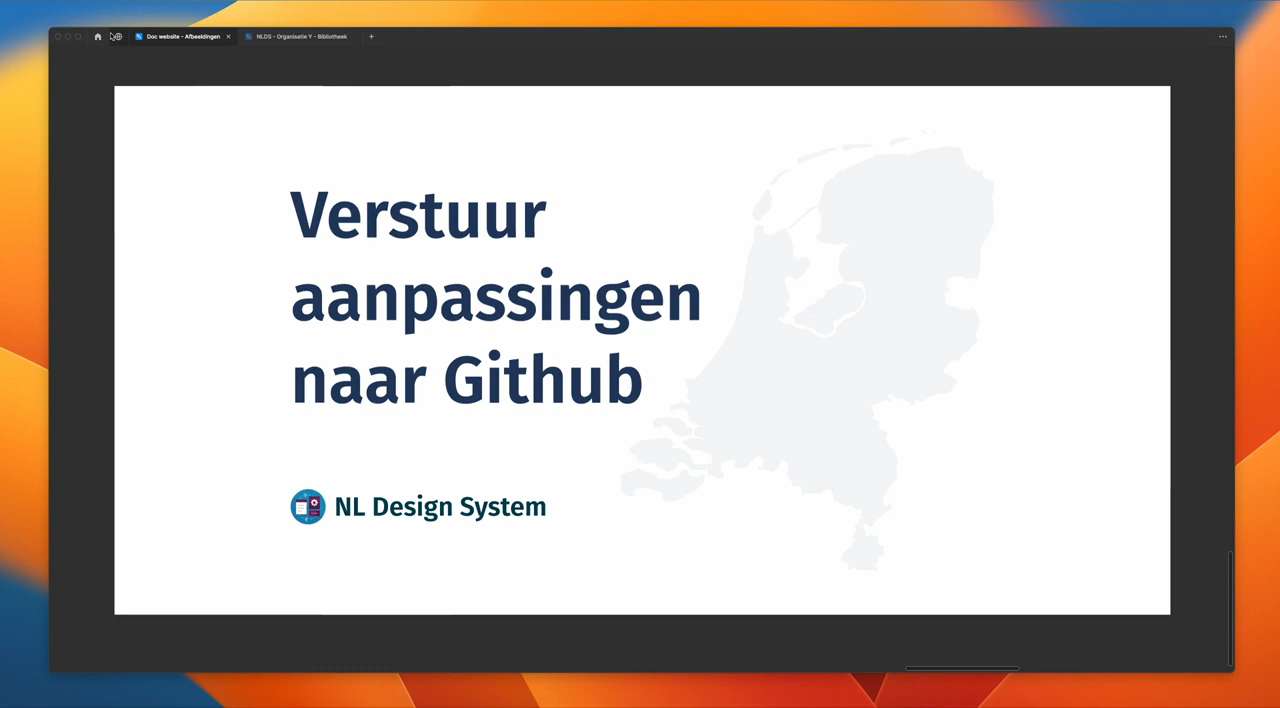 Doc website - Afbeeldingen
NLDS - Organisatie Y - Bibliotheek
Verstuur
aanpassingen
naar Github
NL Design System